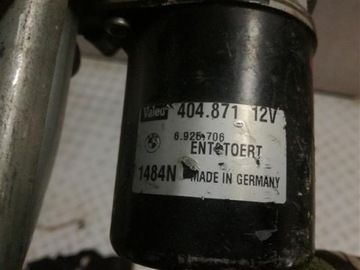 Valeo 404.871 12V
6.925.706
ENTSTOERT
1484N MADE IN GERMANY